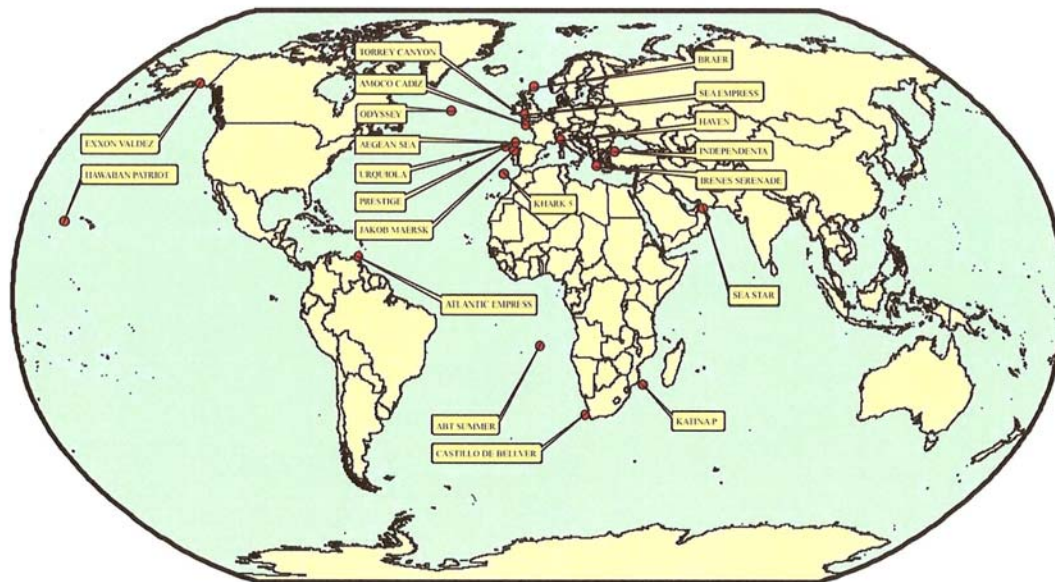 TORREY CANYON
BRAER
AMOCO CADIZ
SEA EMPRESS
ODYSSEY
HAVEN
EXXON VALDEZ
AEGEAN SEA
INDEPENDENTA
HAWAIIAN PATRIOT
URQUIOLA
IRENES SERENADE
PRESTIGE
KHARK 5
JAKOB MAERSK
SEA STAR
ATLANTIC EMPRESS
ABT SUMMER
KATINA P
CASTILLO DE BELLVER